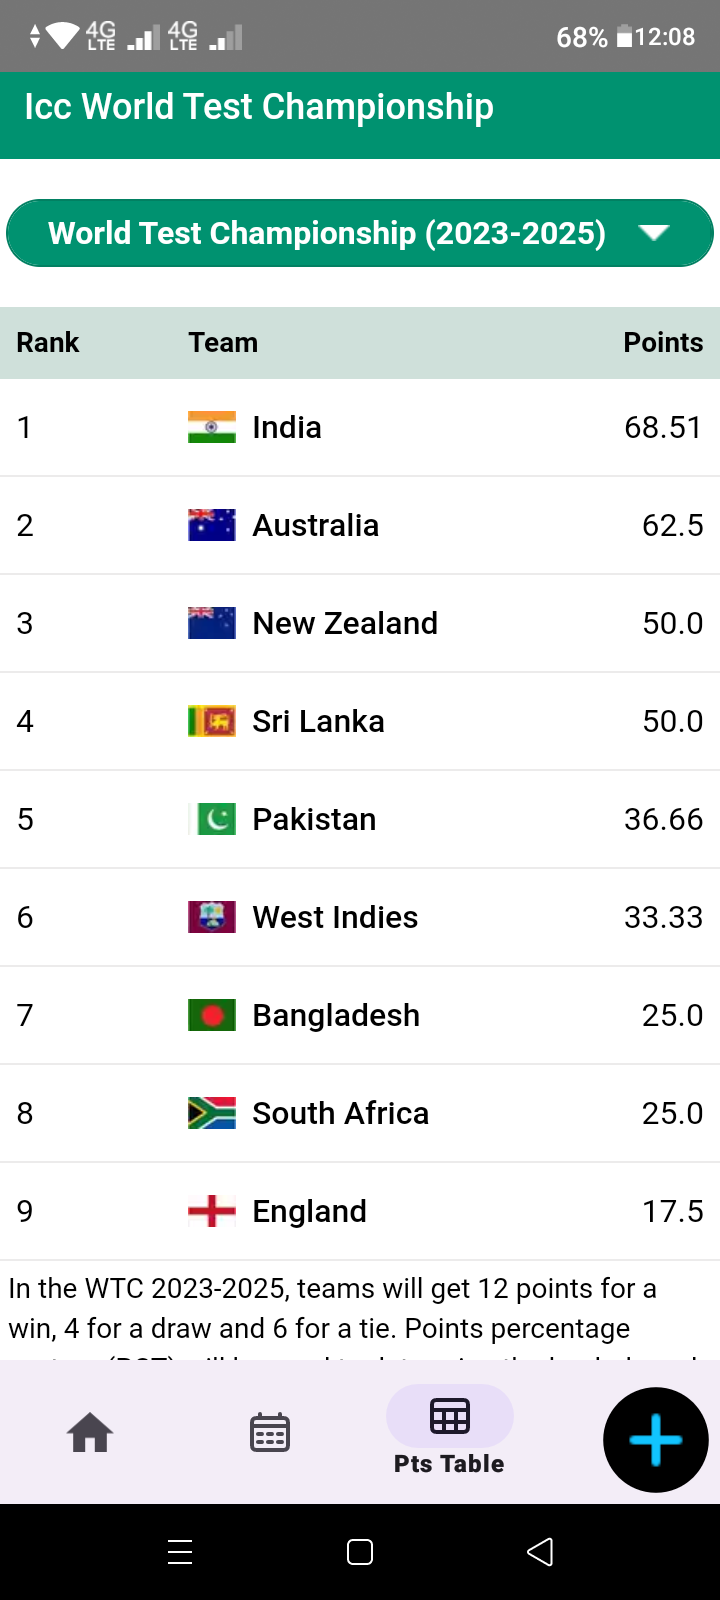 4G LTE 4G LTE 68% 12:08
Icc World Test Championship
World Test Championship (2023-2025)
Rank Team Points
1 India 68.51
2 Australia 62.5
3 New Zealand 50.0
4 Sri Lanka 50.0
5 Pakistan 36.66
6 West Indies 33.33
7 Bangladesh 25.0
8 South Africa 25.0
9 England 17.5
In the WTC 2023-2025, teams will get 12 points for a
win, 4 for a draw and 6 for a tie. Points percentage
Pts Table